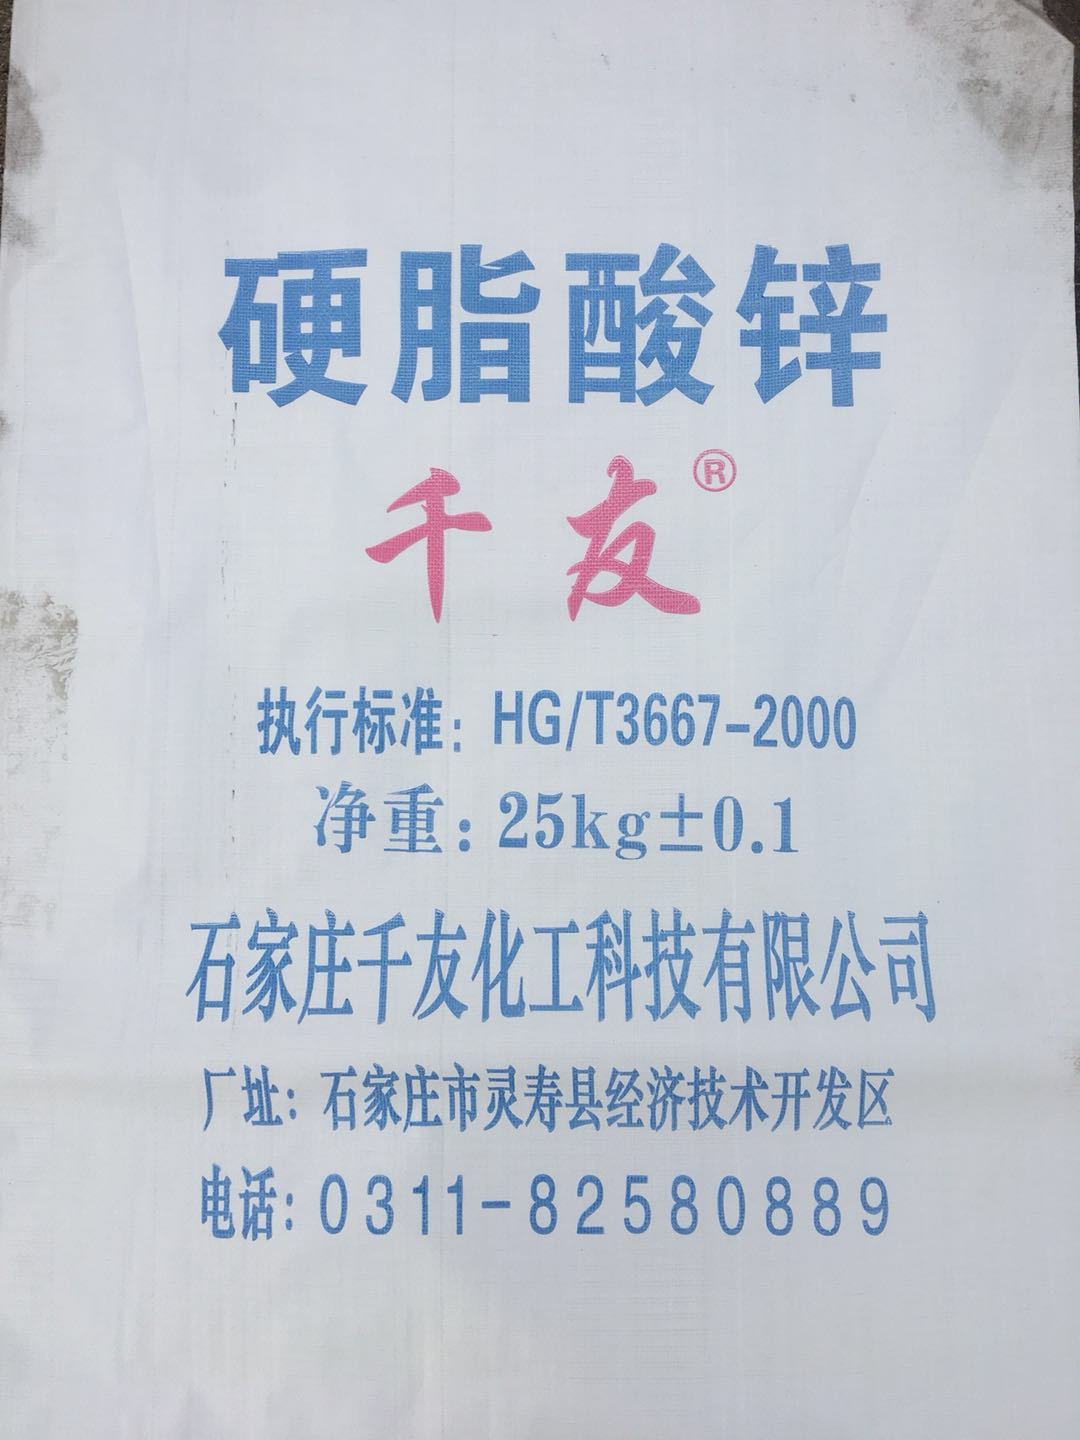 硬脂酸锌
千友®
执行标准：HG/T3667-2000
净重：25kg±0.1
石家庄千友化工科技有限公司
厂址：石家庄市灵寿县经济技术开发区
电话：0311-82580889